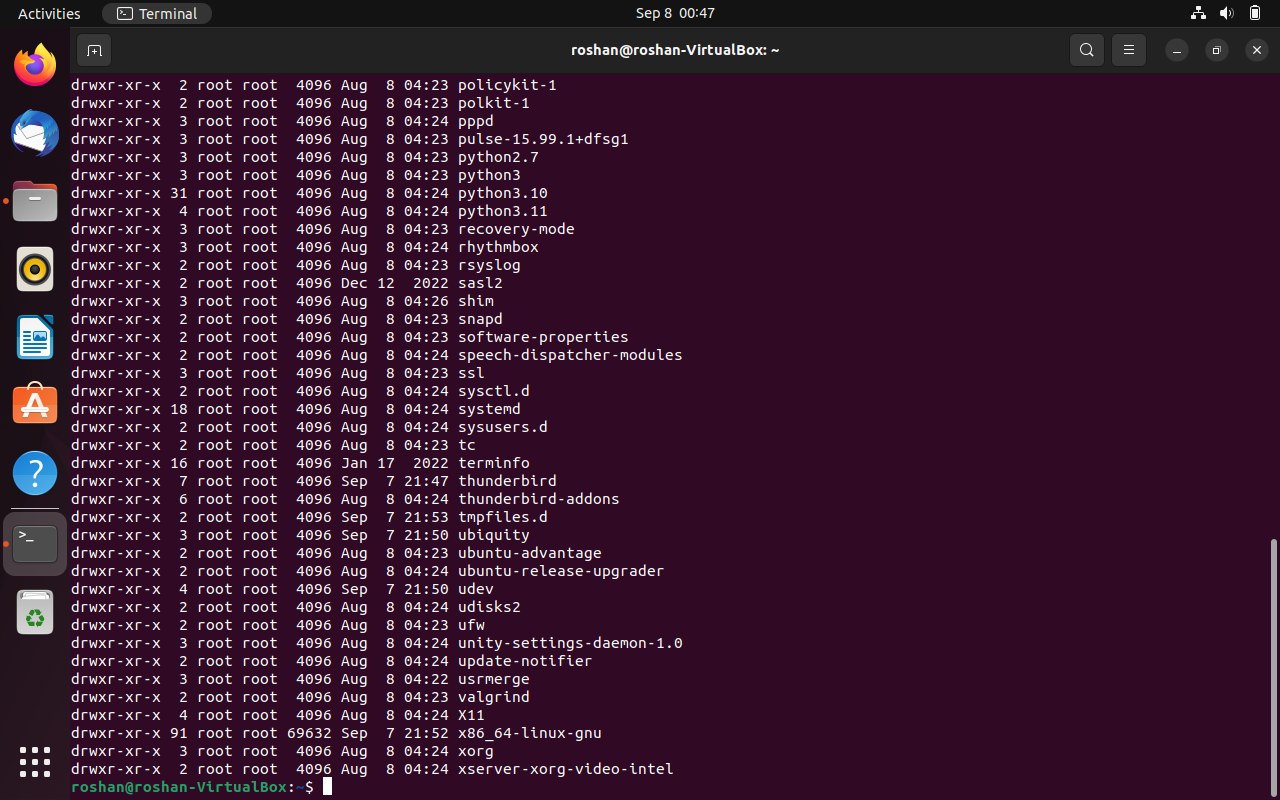 Activities Terminal Sep 8 00:47
roshan@roshan-VirtualBox: ~
drwxr-xr-x  2 root root  4096 Aug  8 04:23 policykit-1
drwxr-xr-x  2 root root  4096 Aug  8 04:23 polkit-1
drwxr-xr-x  3 root root  4096 Aug  8 04:24 pppd
drwxr-xr-x  3 root root  4096 Aug  8 04:23 pulse-15.99.1+dfsg1
drwxr-xr-x  3 root root  4096 Aug  8 04:23 python2.7
drwxr-xr-x  3 root root  4096 Aug  8 04:23 python3
drwxr-xr-x 31 root root  4096 Aug  8 04:24 python3.10
drwxr-xr-x  4 root root  4096 Aug  8 04:24 python3.11
drwxr-xr-x  3 root root  4096 Aug  8 04:23 recovery-mode
drwxr-xr-x  3 root root  4096 Aug  8 04:24 rhythmbox
drwxr-xr-x  2 root root  4096 Aug  8 04:23 rsyslog
drwxr-xr-x  2 root root  4096 Dec 12  2022 sasl2
drwxr-xr-x  3 root root  4096 Aug  8 04:26 shim
drwxr-xr-x  2 root root  4096 Aug  8 04:23 snapd
drwxr-xr-x  2 root root  4096 Aug  8 04:23 software-properties
drwxr-xr-x  2 root root  4096 Aug  8 04:24 speech-dispatcher-modules
drwxr-xr-x  3 root root  4096 Aug  8 04:23 ssl
drwxr-xr-x  2 root root  4096 Aug  8 04:24 sysctl.d
drwxr-xr-x 18 root root  4096 Aug  8 04:24 systemd
drwxr-xr-x  2 root root  4096 Aug  8 04:24 sysusers.d
drwxr-xr-x  2 root root  4096 Aug  8 04:23 tc
drwxr-xr-x 16 root root  4096 Jan 17  2022 terminfo
drwxr-xr-x  7 root root  4096 Sep  7 21:47 thunderbird
drwxr-xr-x  6 root root  4096 Aug  8 04:24 thunderbird-addons
drwxr-xr-x  2 root root  4096 Sep  7 21:53 tmpfiles.d
drwxr-xr-x  3 root root  4096 Sep  7 21:50 ubiquity
drwxr-xr-x  2 root root  4096 Aug  8 04:23 ubuntu-advantage
drwxr-xr-x  2 root root  4096 Aug  8 04:24 ubuntu-release-upgrader
drwxr-xr-x  4 root root  4096 Sep  7 21:50 udev
drwxr-xr-x  2 root root  4096 Aug  8 04:24 udisks2
drwxr-xr-x  2 root root  4096 Aug  8 04:23 ufw
drwxr-xr-x  3 root root  4096 Aug  8 04:24 unity-settings-daemon-1.0
drwxr-xr-x  2 root root  4096 Aug  8 04:24 update-notifier
drwxr-xr-x  3 root root  4096 Aug  8 04:22 usrmerge
drwxr-xr-x  2 root root  4096 Aug  8 04:23 valgrind
drwxr-xr-x  4 root root  4096 Aug  8 04:24 X11
drwxr-xr-x 91 root root 69632 Sep  7 21:52 x86_64-linux-gnu
drwxr-xr-x  3 root root  4096 Aug  8 04:24 xorg
drwxr-xr-x  2 root root  4096 Aug  8 04:24 xserver-xorg-video-intel
roshan@roshan-VirtualBox:~$